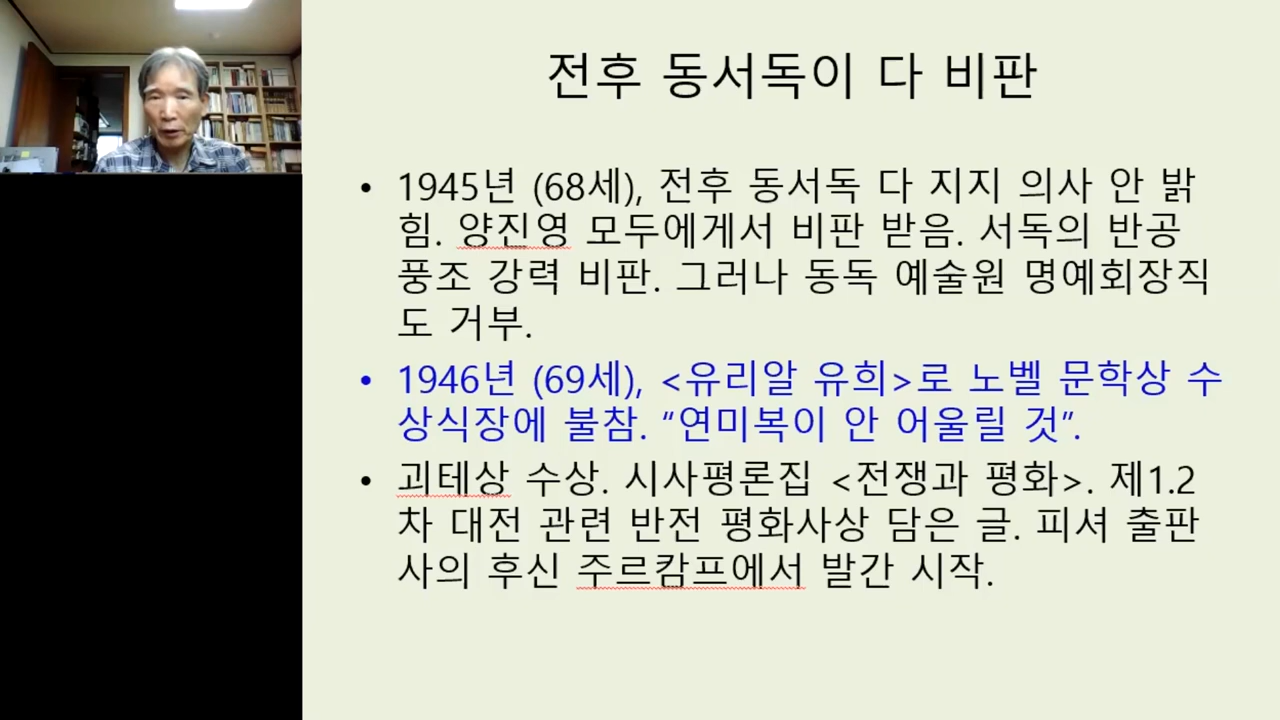 전후 동서독이 다 비판
• 1945년 (68세), 전후 동서독 다 지지 의사 안 밝
힘. 양진영 모두에게서 비판 받음. 서독의 반공
풍조 강력 비판. 그러나 동독 예술원 명예회장직
도 거부.
• 1946년 (69세), <유리알 유희>로 노벨 문학상 수
상식장에 불참. “연미복이 안 어울릴 것”.
• 괴테상 수상. 시사평론집 <전쟁과 평화>. 제1.2
차 대전 관련 반전 평화사상 담은 글. 피셔 출판
사의 후신 주르캄프에서 발간 시작.